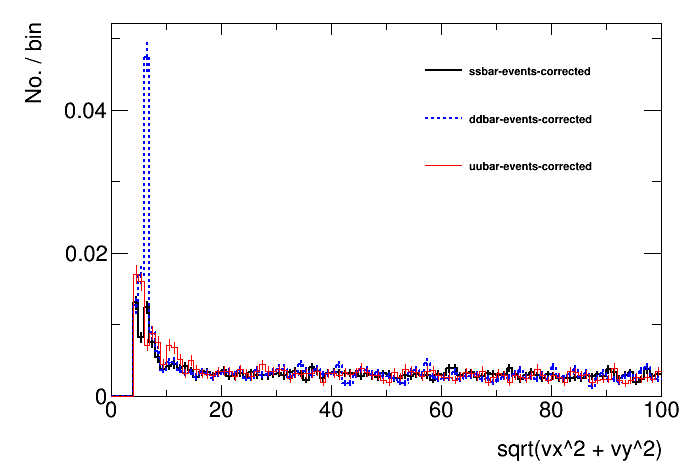 No. / bin
ssbar-events-corrected
ddbar-events-corrected
uubar-events-corrected
0.04
0.02
0
0 20 40 60 80 100
sqrt(vx^2 + vy^2)